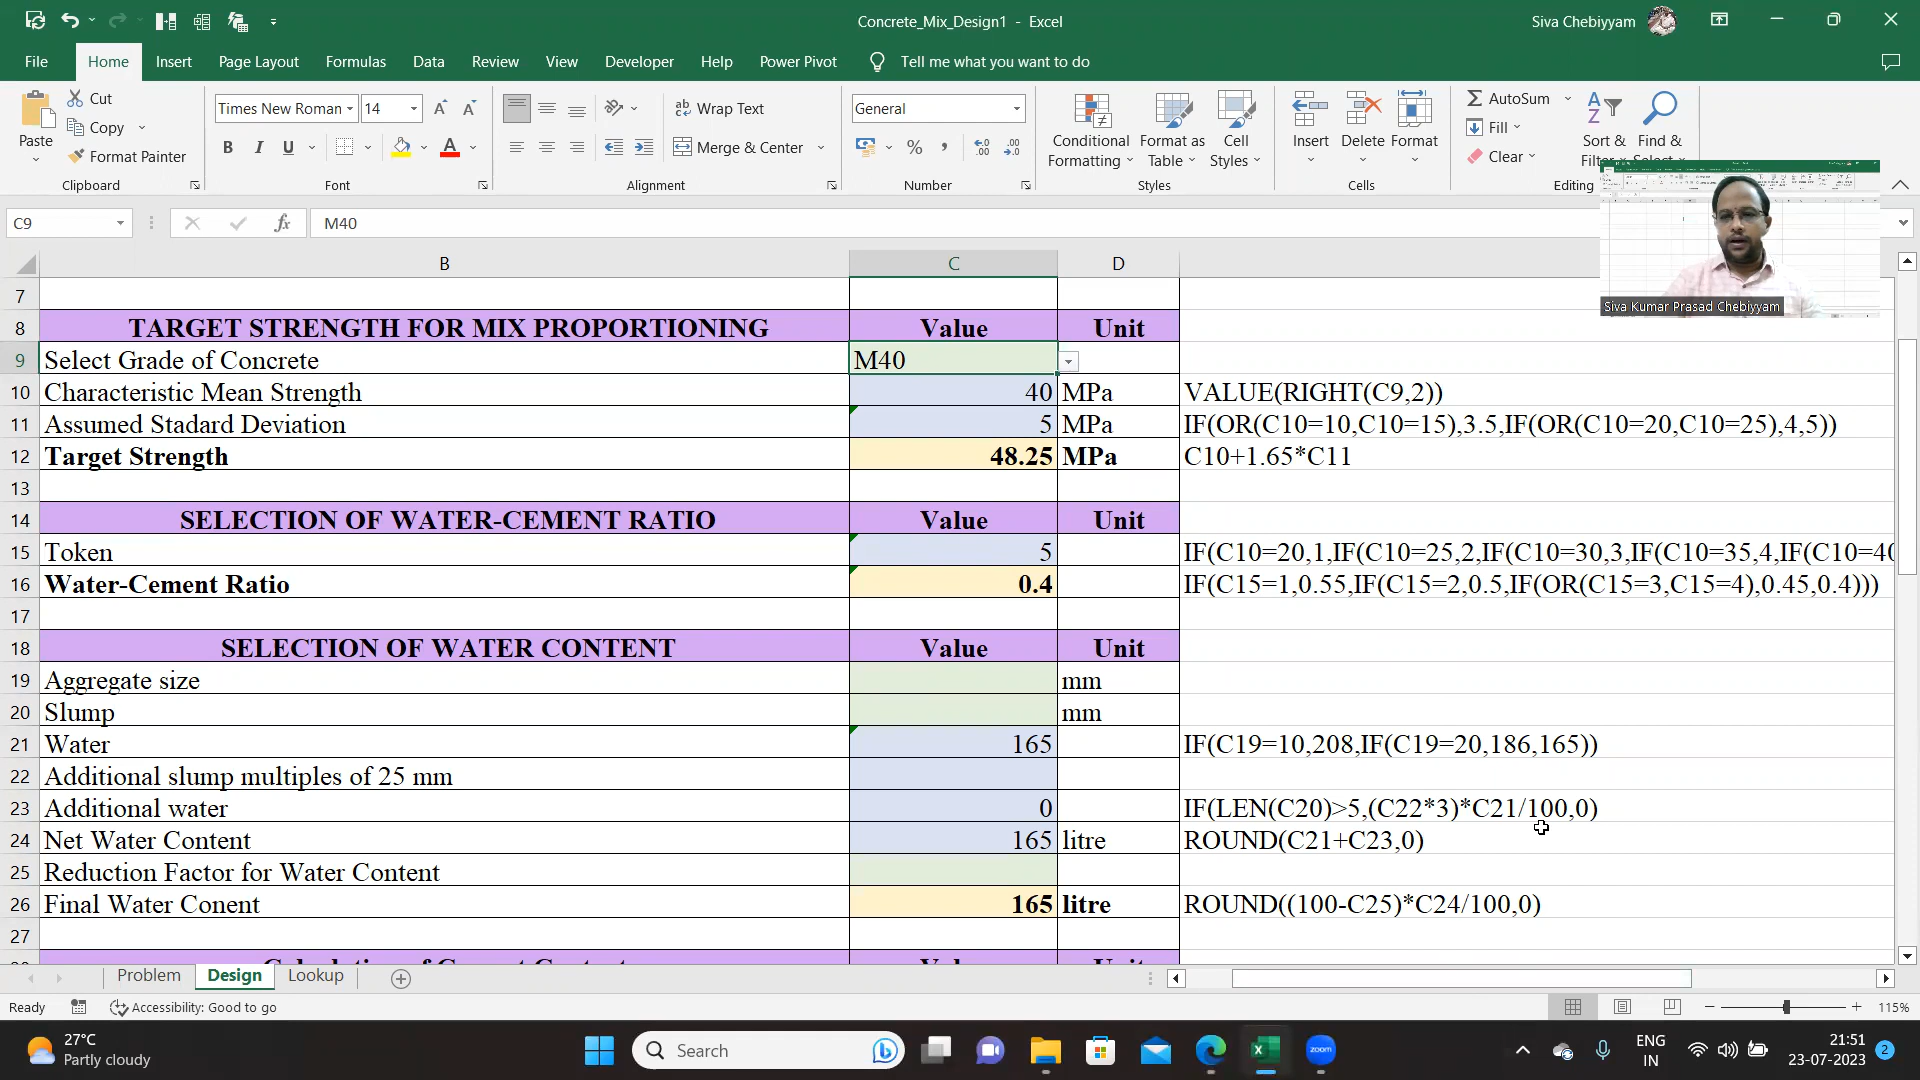 Concrete_Mix_Design1 - Excel
Siva Chebiyyam
File Home Insert Page Layout Formulas Data Review View Developer Help Power Pivot Tell me what you want to do
Paste
Cut
Copy
Format Painter
Clipboard
Times New Roman 14
B I U
Font
Wrap Text
Merge & Center
Alignment
General
Number
Conditional Formatting
Format as Table
Cell Styles
Styles
Insert Delete Format
Cells
AutoSum
Fill
Clear
Sort &
Find &
Editing
Siva Kumar Prasad Chebiyyam
C9 fx M40
B C D
7
8 TARGET STRENGTH FOR MIX PROPORTIONING Value Unit
9 Select Grade of Concrete M40
10 Characteristic Mean Strength 40 MPa VALUE(RIGHT(C9,2))
11 Assumed Stadard Deviation 5 MPa IF(OR(C10=10,C10=15),3.5,IF(OR(C10=20,C10=25),4,5))
12 Target Strength 48.25 MPa C10+1.65*C11
13
14 SELECTION OF WATER-CEMENT RATIO Value Unit
15 Token 5 IF(C10=20,1,IF(C10=25,2,IF(C10=30,3,IF(C10=35,4,IF(C10=40
16 Water-Cement Ratio 0.4 IF(C15=1,0.55,IF(C15=2,0.5,IF(OR(C15=3,C15=4),0.45,0.4)))
17
18 SELECTION OF WATER CONTENT Value Unit
19 Aggregate size mm
20 Slump mm
21 Water 165 IF(C19=10,208,IF(C19=20,186,165))
22 Additional slump multiples of 25 mm
23 Additional water 0 IF(LEN(C20)>5,(C22*3)*C21/100,0)
24 Net Water Content 165 litre ROUND(C21+C23,0)
25 Reduction Factor for Water Content
26 Final Water Conent 165 litre ROUND((100-C25)*C24/100,0)
27
Problem Design Lookup
Ready Accessibility: Good to go 115%
27°C
Partly cloudy
Search
zoom
ENG
IN
21:51
23-07-2023
2